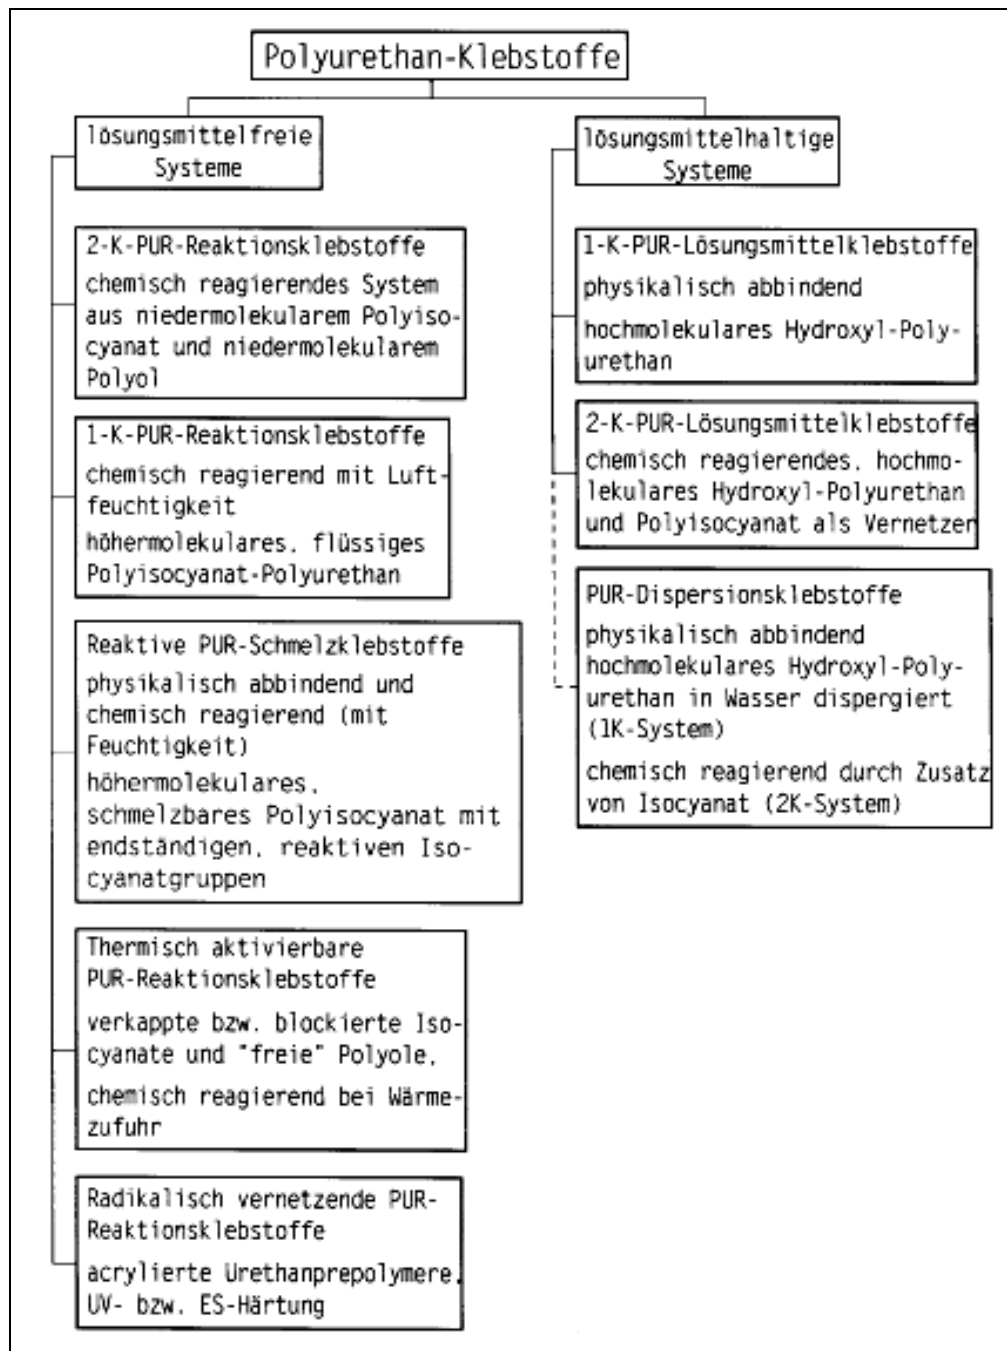 Polyurethan-Klebstoffe
lösungsmittelfreie
Systeme
2-K-PUR-Reaktionsklebstoffe
chemisch reagierendes System
aus niedermolekularem Polyiso-
cyanat und niedermolekularem
Polyol
1-K-PUR-Reaktionsklebstoffe
chemisch reagierend mit Luft-
feuchtigkeit
höhermolekulares, flüssiges
Polyisocyanat-Polyurethan
Reaktive PUR-Schmelzklebstoffe
physikalisch abbindend und
chemisch reagierend (mit
Feuchtigkeit)
höhermolekulares,
schmelzbares Polyisocyanat mit
endständigen, reaktiven Iso-
cyanatgruppen
Thermisch aktivierbare
PUR-Reaktionsklebstoffe
verkappte bzw. blockierte Iso-
cyanate und "freie" Polyole,
chemisch reagierend bei Wärme-
zufuhr
Radikalisch vernetzende PUR-
Reaktionsklebstoffe
acrylierte Urethanprepolymere,
UV- bzw. ES-Härtung
lösungsmittelhaltige
Systeme
1-K-PUR-Lösungsmittelklebstoffe
physikalisch abbindend
hochmolekulares Hydroxyl-Poly-
urethan
2-K-PUR-Lösungsmittelklebstoffe
chemisch reagierendes, hochmo-
lekulares Hydroxyl-Polyurethan
und Polyisocyanat als Vernetzer
PUR-Dispersionsklebstoffe
physikalisch abbindend
hochmolekulares Hydroxyl-Poly-
urethan in Wasser dispergiert
(1K-System)
chemisch reagierend durch Zusatz
von Isocyanat (2K-System)